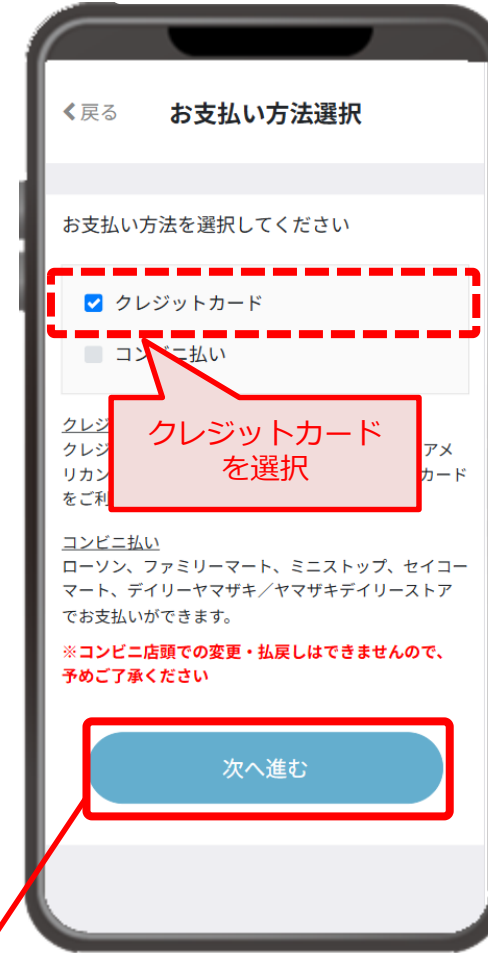 戻る
お支払い方法選択
お支払い方法を選択してください
クレジットカード
コンビニ払い
クレジットカード
を選択
クレジ
クレジ
アメ
リカン
カード
をご利
コンビニ払い
ローソン、ファミリーマート、ミニストップ、セイコー
マート、デイリーヤマザキ／ヤマザキデイリーストア
でお支払いができます。
※コンビニ店頭での変更・払戻しはできませんので、
予めご了承ください
次へ進む